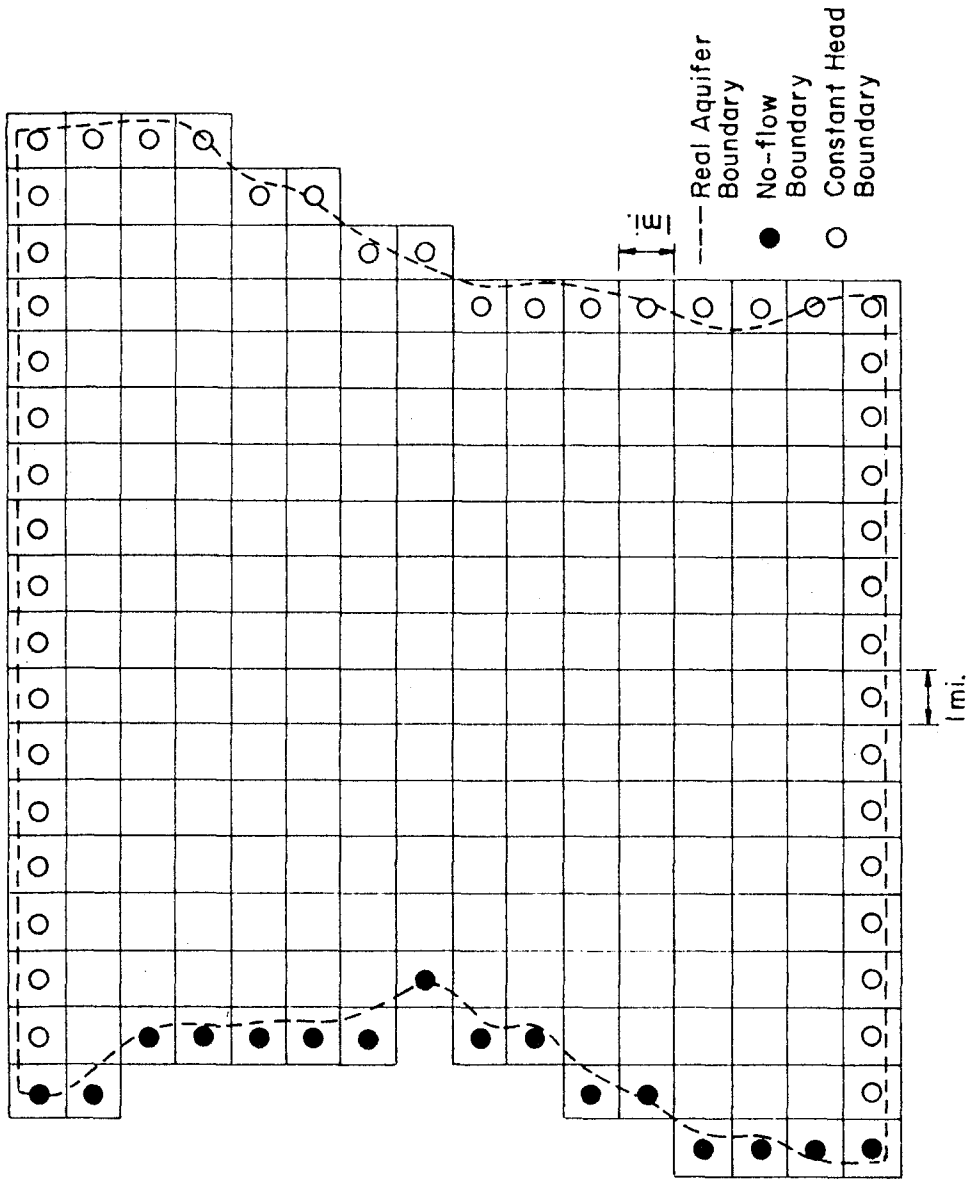 1 mi.
— — — Real Aquifer
Boundary
● No-flow
Boundary
○ Constant Head
Boundary
1 mi.